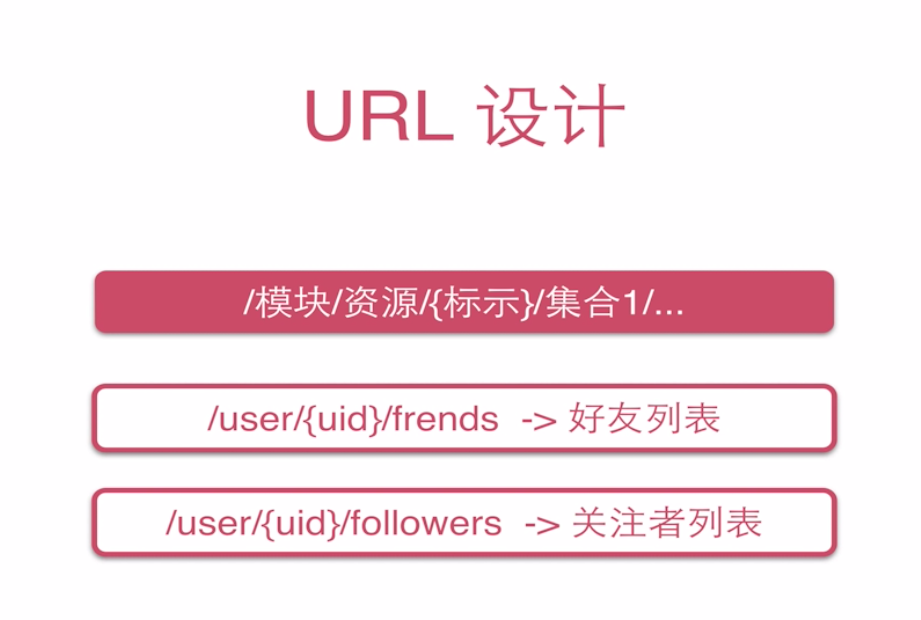 URL 设计
/模块/资源/{标示}/集合1/...
/user/{uid}/frends -> 好友列表
/user/{uid}/followers -> 关注者列表